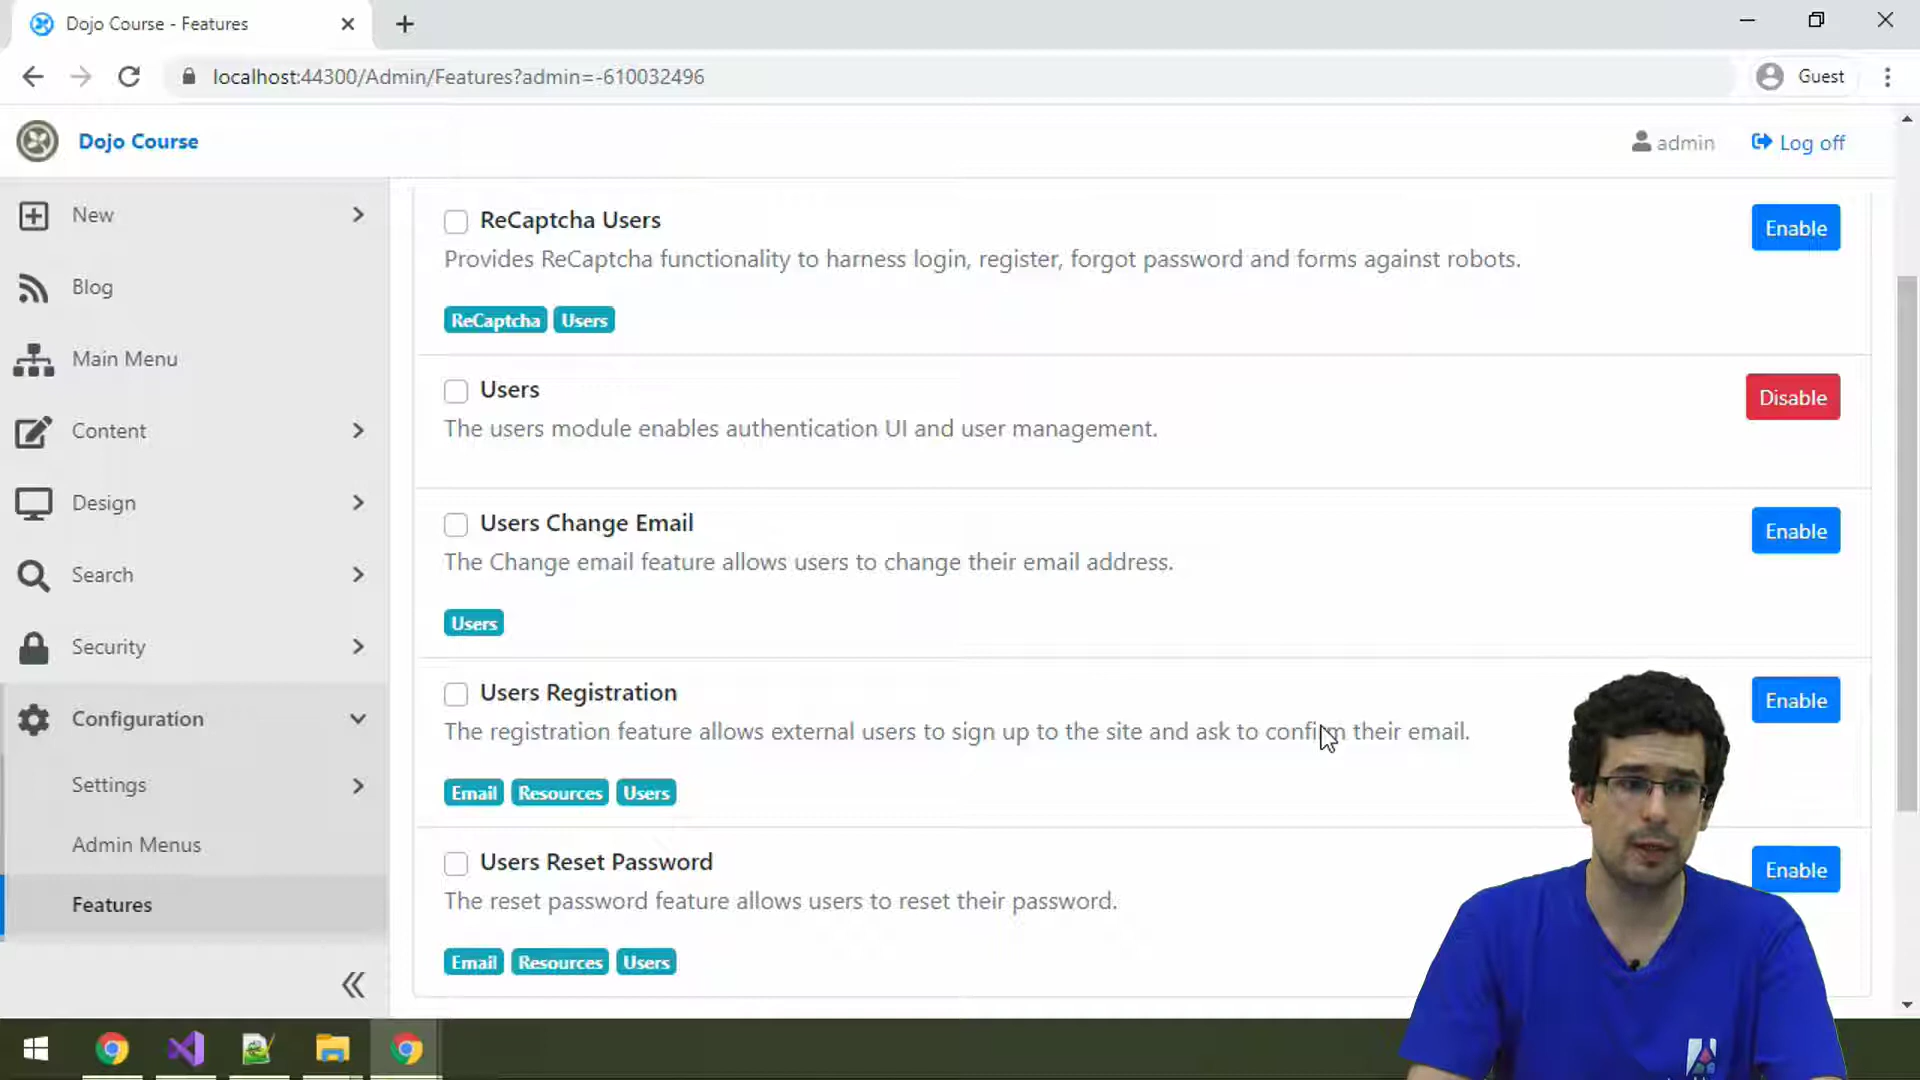 Dojo Course - Features
localhost:44300/Admin/Features?admin=-610032496
Guest
Dojo Course
admin
Log off
New
Blog
Main Menu
Content
Design
Search
Security
Configuration
Settings
Admin Menus
Features
ReCaptcha Users
Enable
Provides ReCaptcha functionality to harness login, register, forgot password and forms against robots.
ReCaptcha Users
Users
Disable
The users module enables authentication UI and user management.
Users Change Email
Enable
The Change email feature allows users to change their email address.
Users
Users Registration
Enable
The registration feature allows external users to sign up to the site and ask to confirm their email.
Email Resources Users
Users Reset Password
Enable
The reset password feature allows users to reset their password.
Email Resources Users